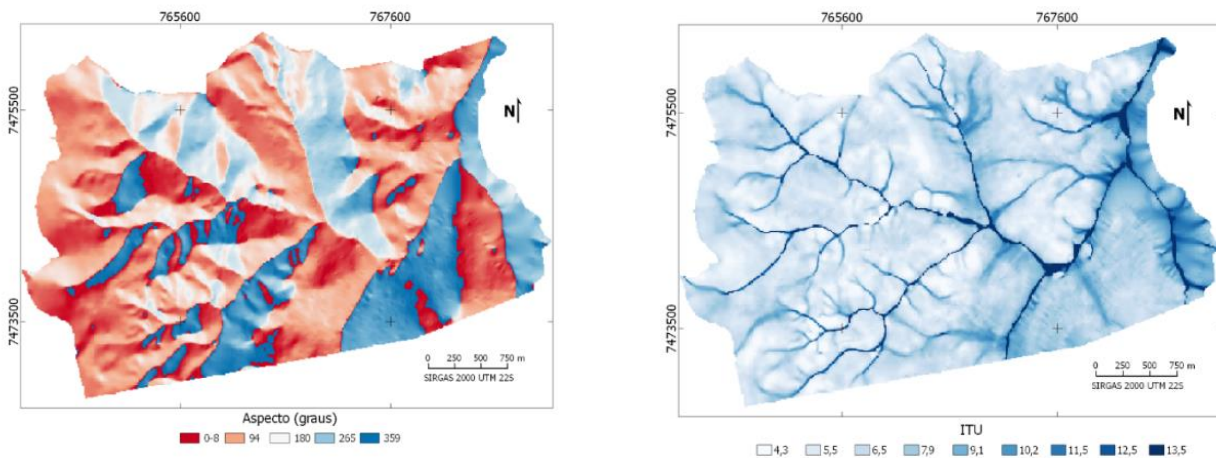 765600 767600
7475500
N
7473500
0 250 500 750 m
SIRGAS 2000 UTM 22S
Aspecto (graus)
0-8 94 180 265 359
765600 767600
7475500
N
7473500
0 250 500 750 m
SIRGAS 2000 UTM 22S
ITU
4,3 5,5 6,5 7,9 9,1 10,2 11,5 12,5 13,5